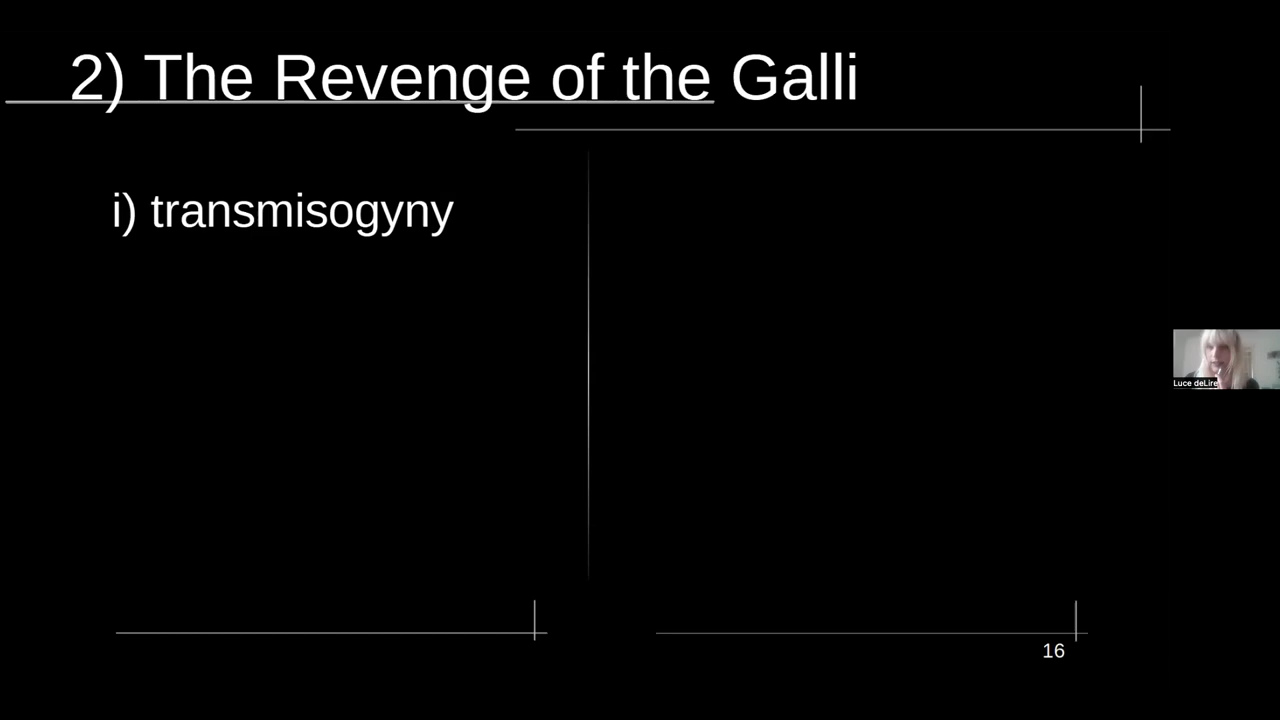 2) The Revenge of the Galli
i) transmisogyny
Luce deLire
16